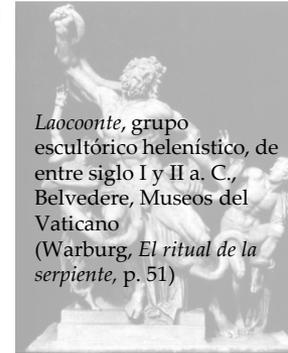 Laocoonte, grupo
escultórico helenístico, de
entre siglo I y II a. C.,
Belvedere, Museos del
Vaticano
(Warburg, El ritual de la
serpiente, p. 51)